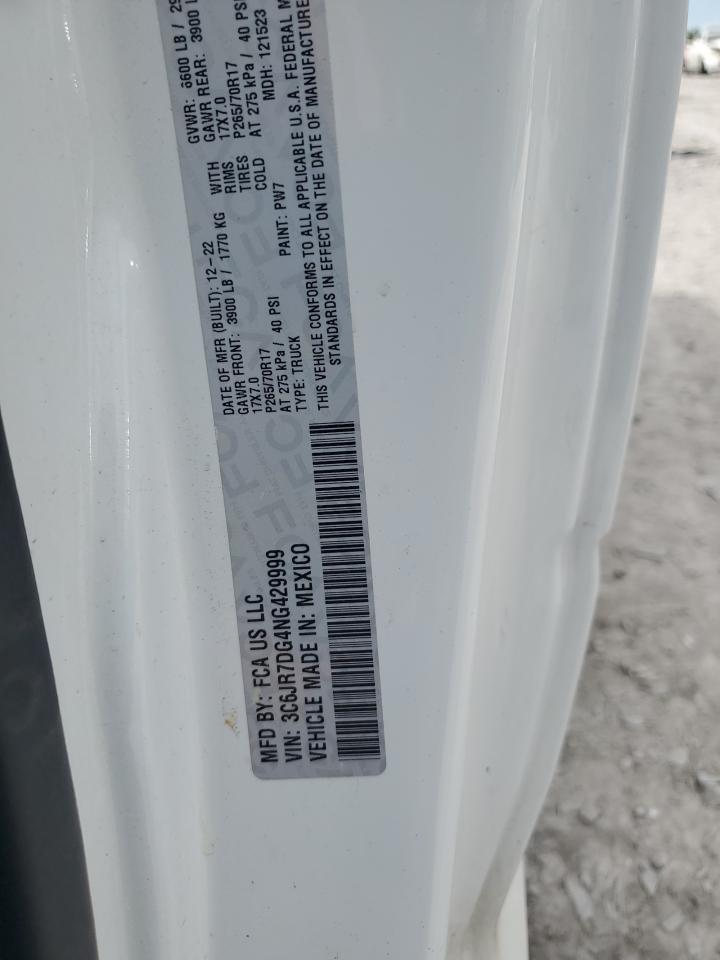 MFD BY: FCA US LLC
VIN: 3C6JR7DG4NG429999
VEHICLE MADE IN: MEXICO
DATE OF MFR (BUILT): 12-22
GVWR: 6600 LB / 29
GAWR FRONT: 3900 LB / 1770 KG WITH
GAWR REAR: 3900 L
17X7.0 RIMS 17X7.0
P265/70R17 TIRES P265/70R17
AT 275 kPa / 40 PSI COLD AT 275 kPa / 40 PSI
TYPE: TRUCK PAINT: PW7 MDH: 121523
THIS VEHICLE CONFORMS TO ALL APPLICABLE U.S.A. FEDERAL M
STANDARDS IN EFFECT ON THE DATE OF MANUFACTURE